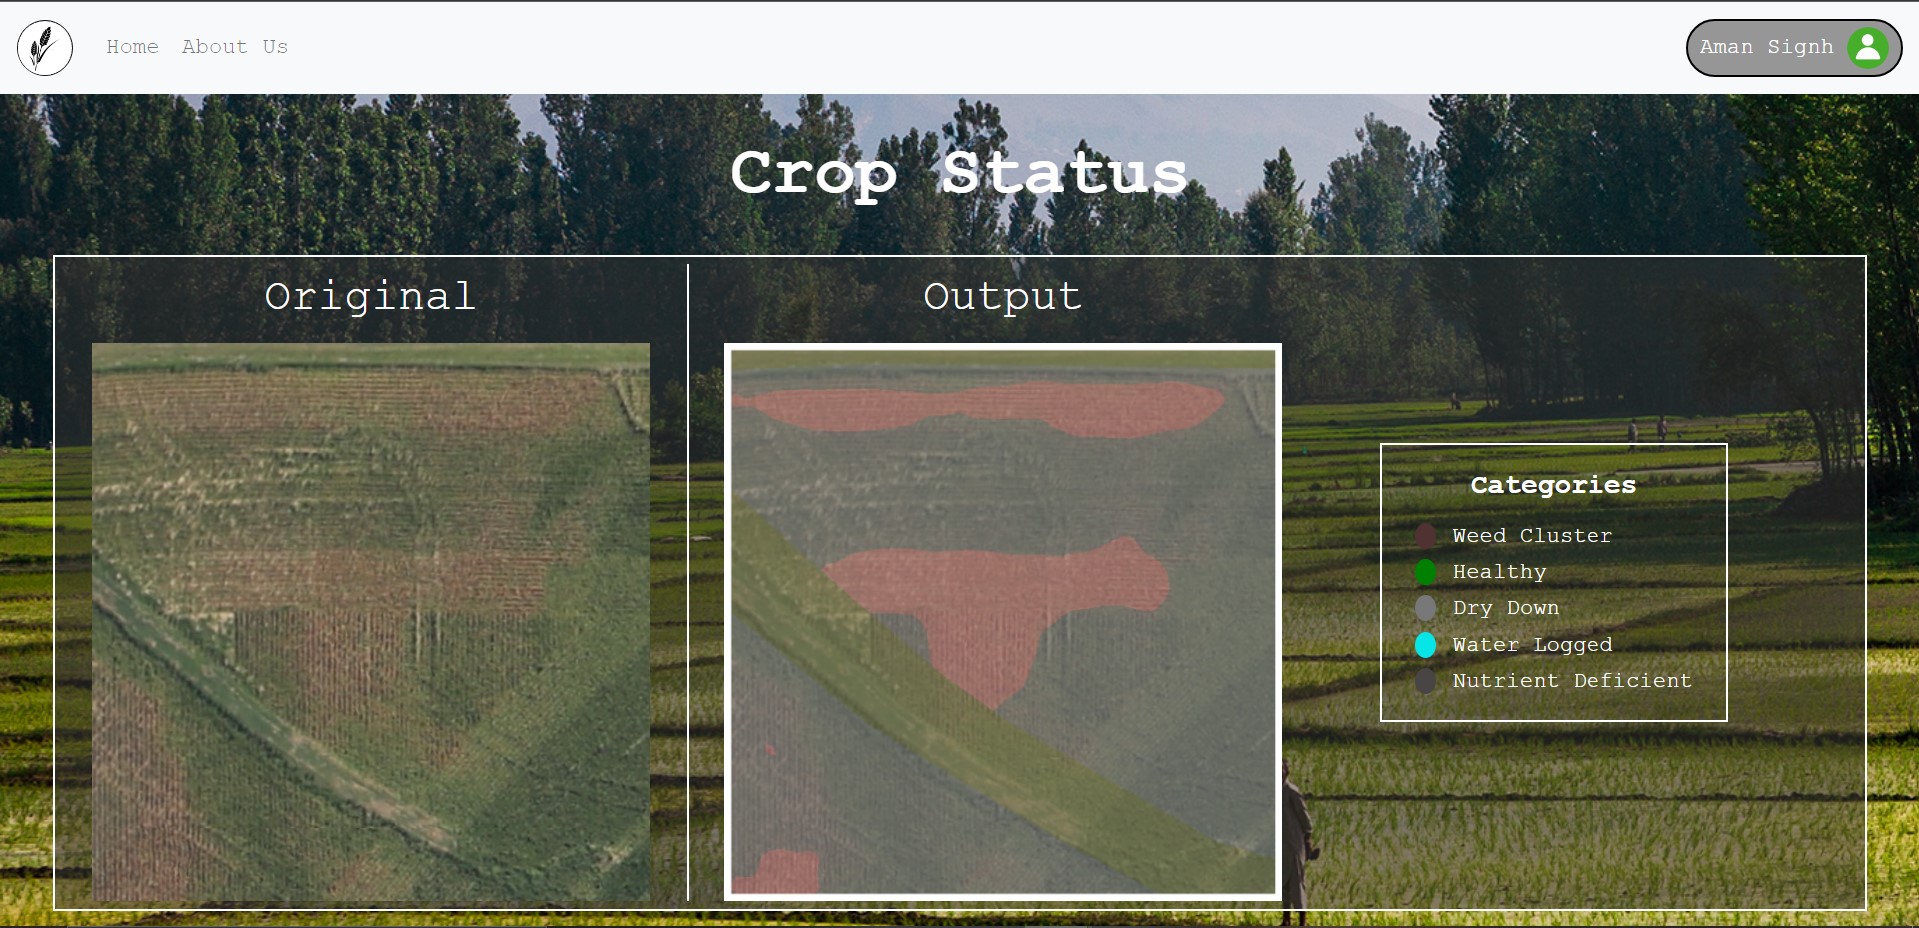 Home About Us
Aman Signh
Crop Status
Original
Output
Categories
Weed Cluster
Healthy
Dry Down
Water Logged
Nutrient Deficient